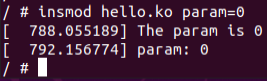 / # insmod hello.ko param=0
[  788.055189] The param is 0
[  792.156774] param: 0
/ #